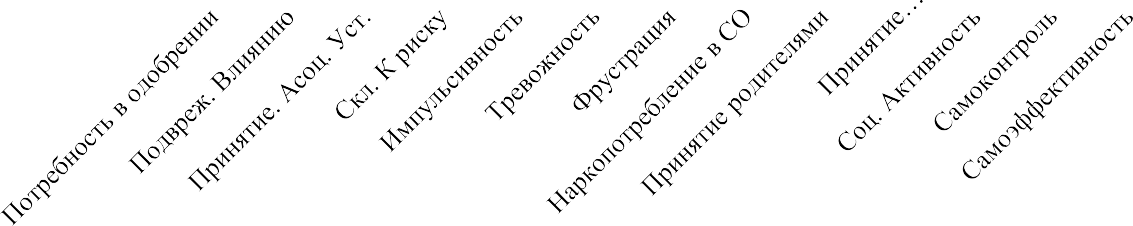 Потребность в одобрении
Подвреж. Влиянию
Принятие. Асоц. Уст.
Скл. К риску
Импульсивность
Тревожность
Фрустрация
Наркопотребление в СО
Принятие родителями
Принятие…
Соц. Активность
Самоконтроль
Самоэффективность